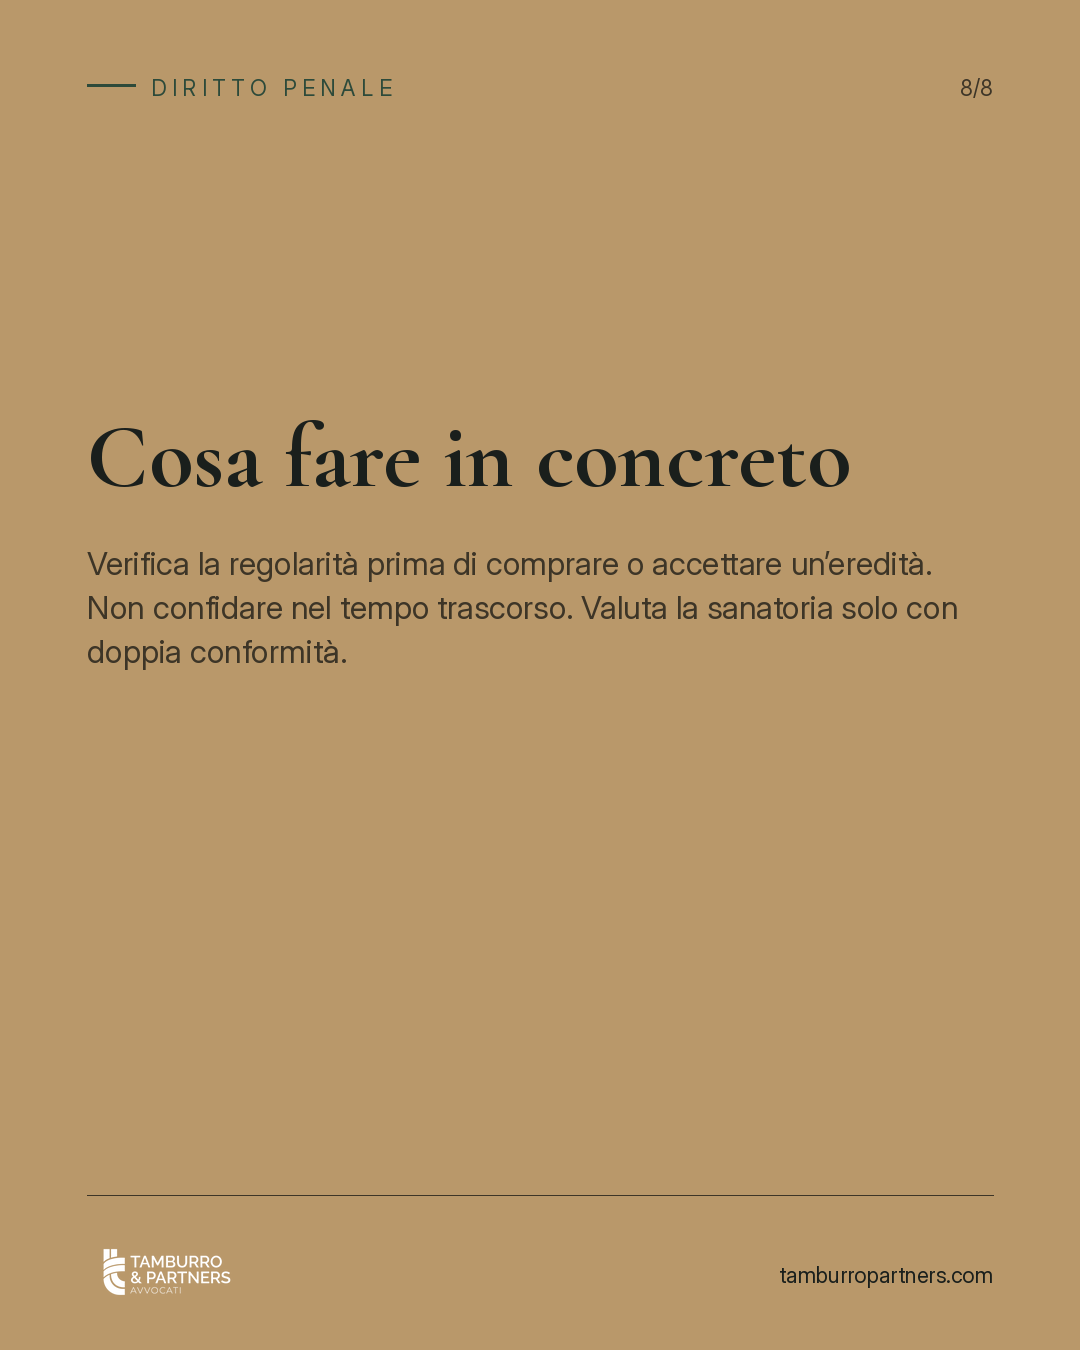 DIRITTO PENALE
8/8
Cosa fare in concreto
Verifica la regolarità prima di comprare o accettare un’eredità.
Non confidare nel tempo trascorso. Valuta la sanatoria solo con
doppia conformità.
TAMBURRO
& PARTNERS
AVVOCATI
tamburropartners.com